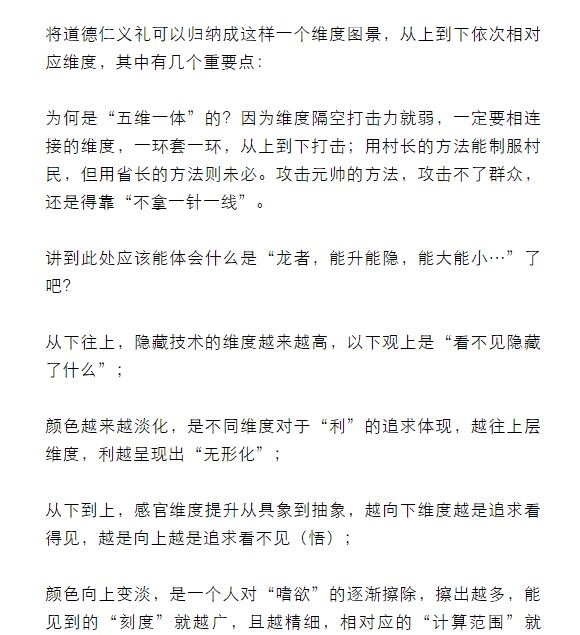 将道德仁义礼可以归纳成这样一个维度图景，从上到下依次相对
应维度，其中有几个重要点：
为何是“五维一体”的？因为维度隔空打击力就弱，一定要相连
接的维度，一环套一环，从上到下打击；用村长的方法能制服村
民，但用省长的方法则未必。攻击元帅的方法，攻击不了群众，
还是得靠“不拿一针一线”。
讲到此处应该能体会什么是“龙者，能升能隐，能大能小…”了
吧？
从下往上，隐藏技术的维度越来越高，以下观上是“看不见隐藏
了什么”；
颜色越来越淡化，是不同维度对于“利”的追求体现，越往上层
维度，利越呈现出“无形化”；
从下到上，感官维度提升从具象到抽象，越向下维度越是追求看
得见，越是向上越是追求看不见（悟）；
颜色向上变淡，是一个人对“嗜欲”的逐渐擦除，擦出越多，能
见到的“刻度”就越广，且越精细，相对应的“计算范围”就